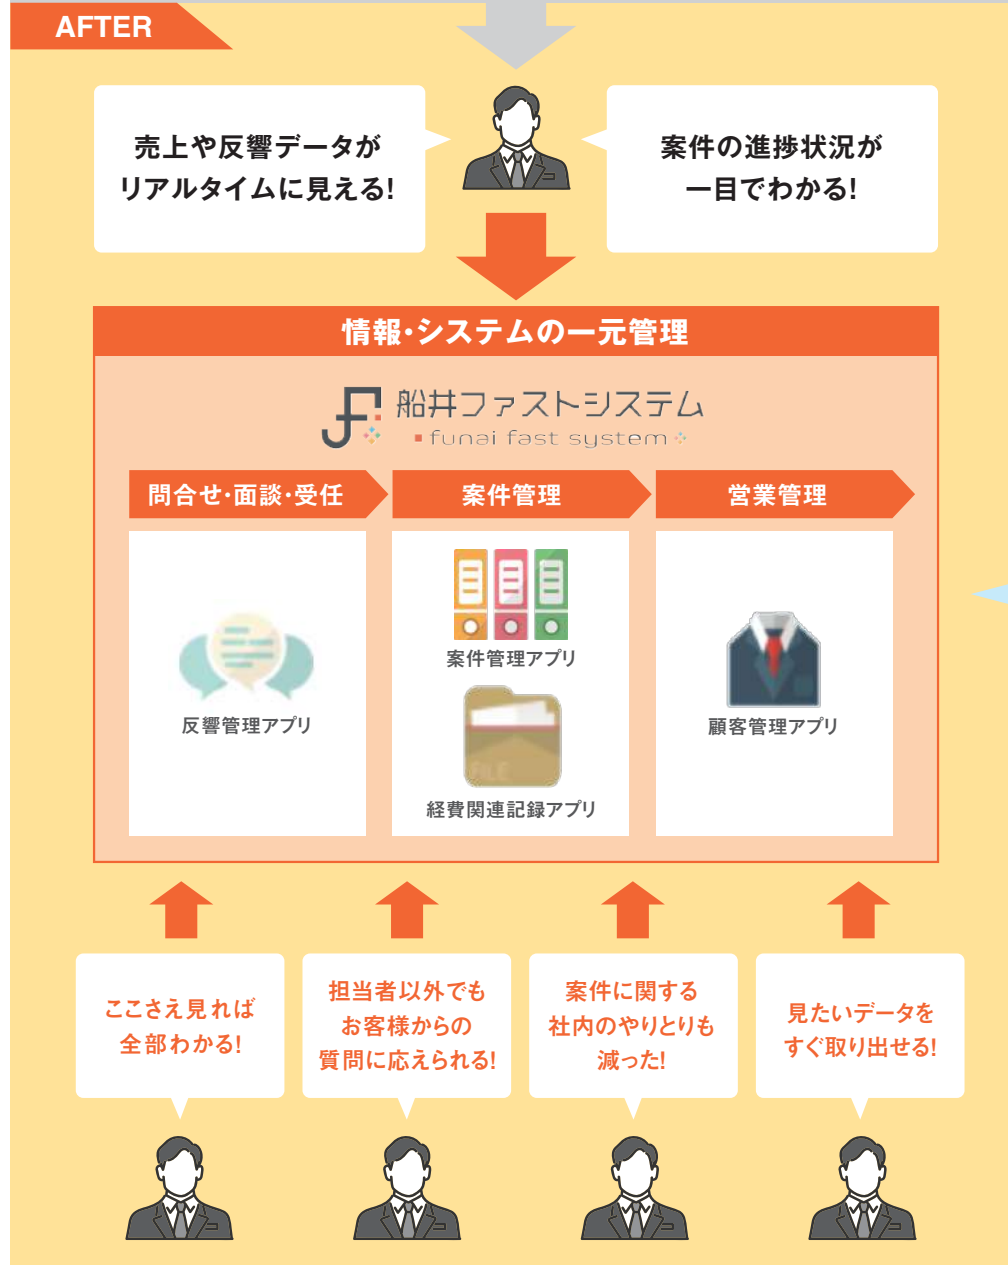 AFTER
売上や反響データが
リアルタイムに見える!
案件の進捗状況が
一目でわかる!
情報・システムの一元管理
船井ファストシステム
funai fast system
問合せ・面談・受任
案件管理
営業管理
反響管理アプリ
案件管理アプリ
FILE
経費関連記録アプリ
顧客管理アプリ
ここさえ見れば
全部わかる!
担当者以外でも
お客様からの
質問に応えられる!
案件に関する
社内のやりとりも
減った!
見たいデータを
すぐ取り出せる!